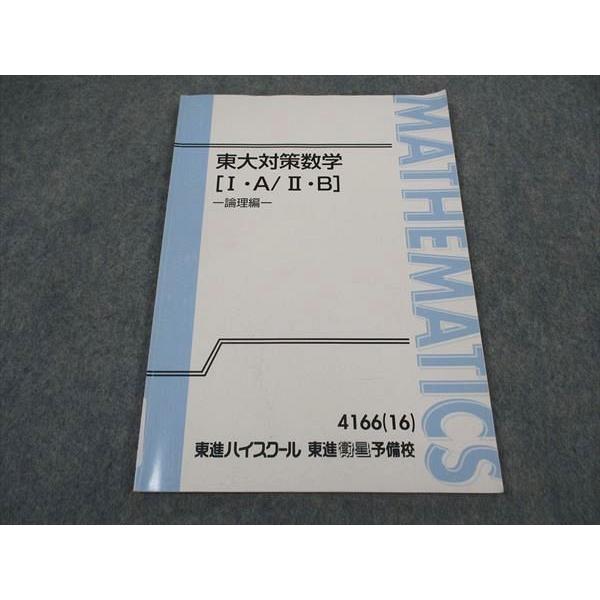 東大対策数学
[Ⅰ・A/Ⅱ・B]
―論理編―
MATHEMATICS
4166(16)
東進ハイスクール 東進衛星予備校